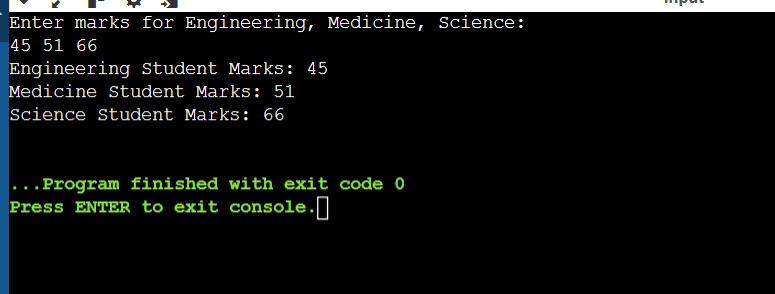 input
Enter marks for Engineering, Medicine, Science:
45 51 66
Engineering Student Marks: 45
Medicine Student Marks: 51
Science Student Marks: 66
...Program finished with exit code 0
Press ENTER to exit console.